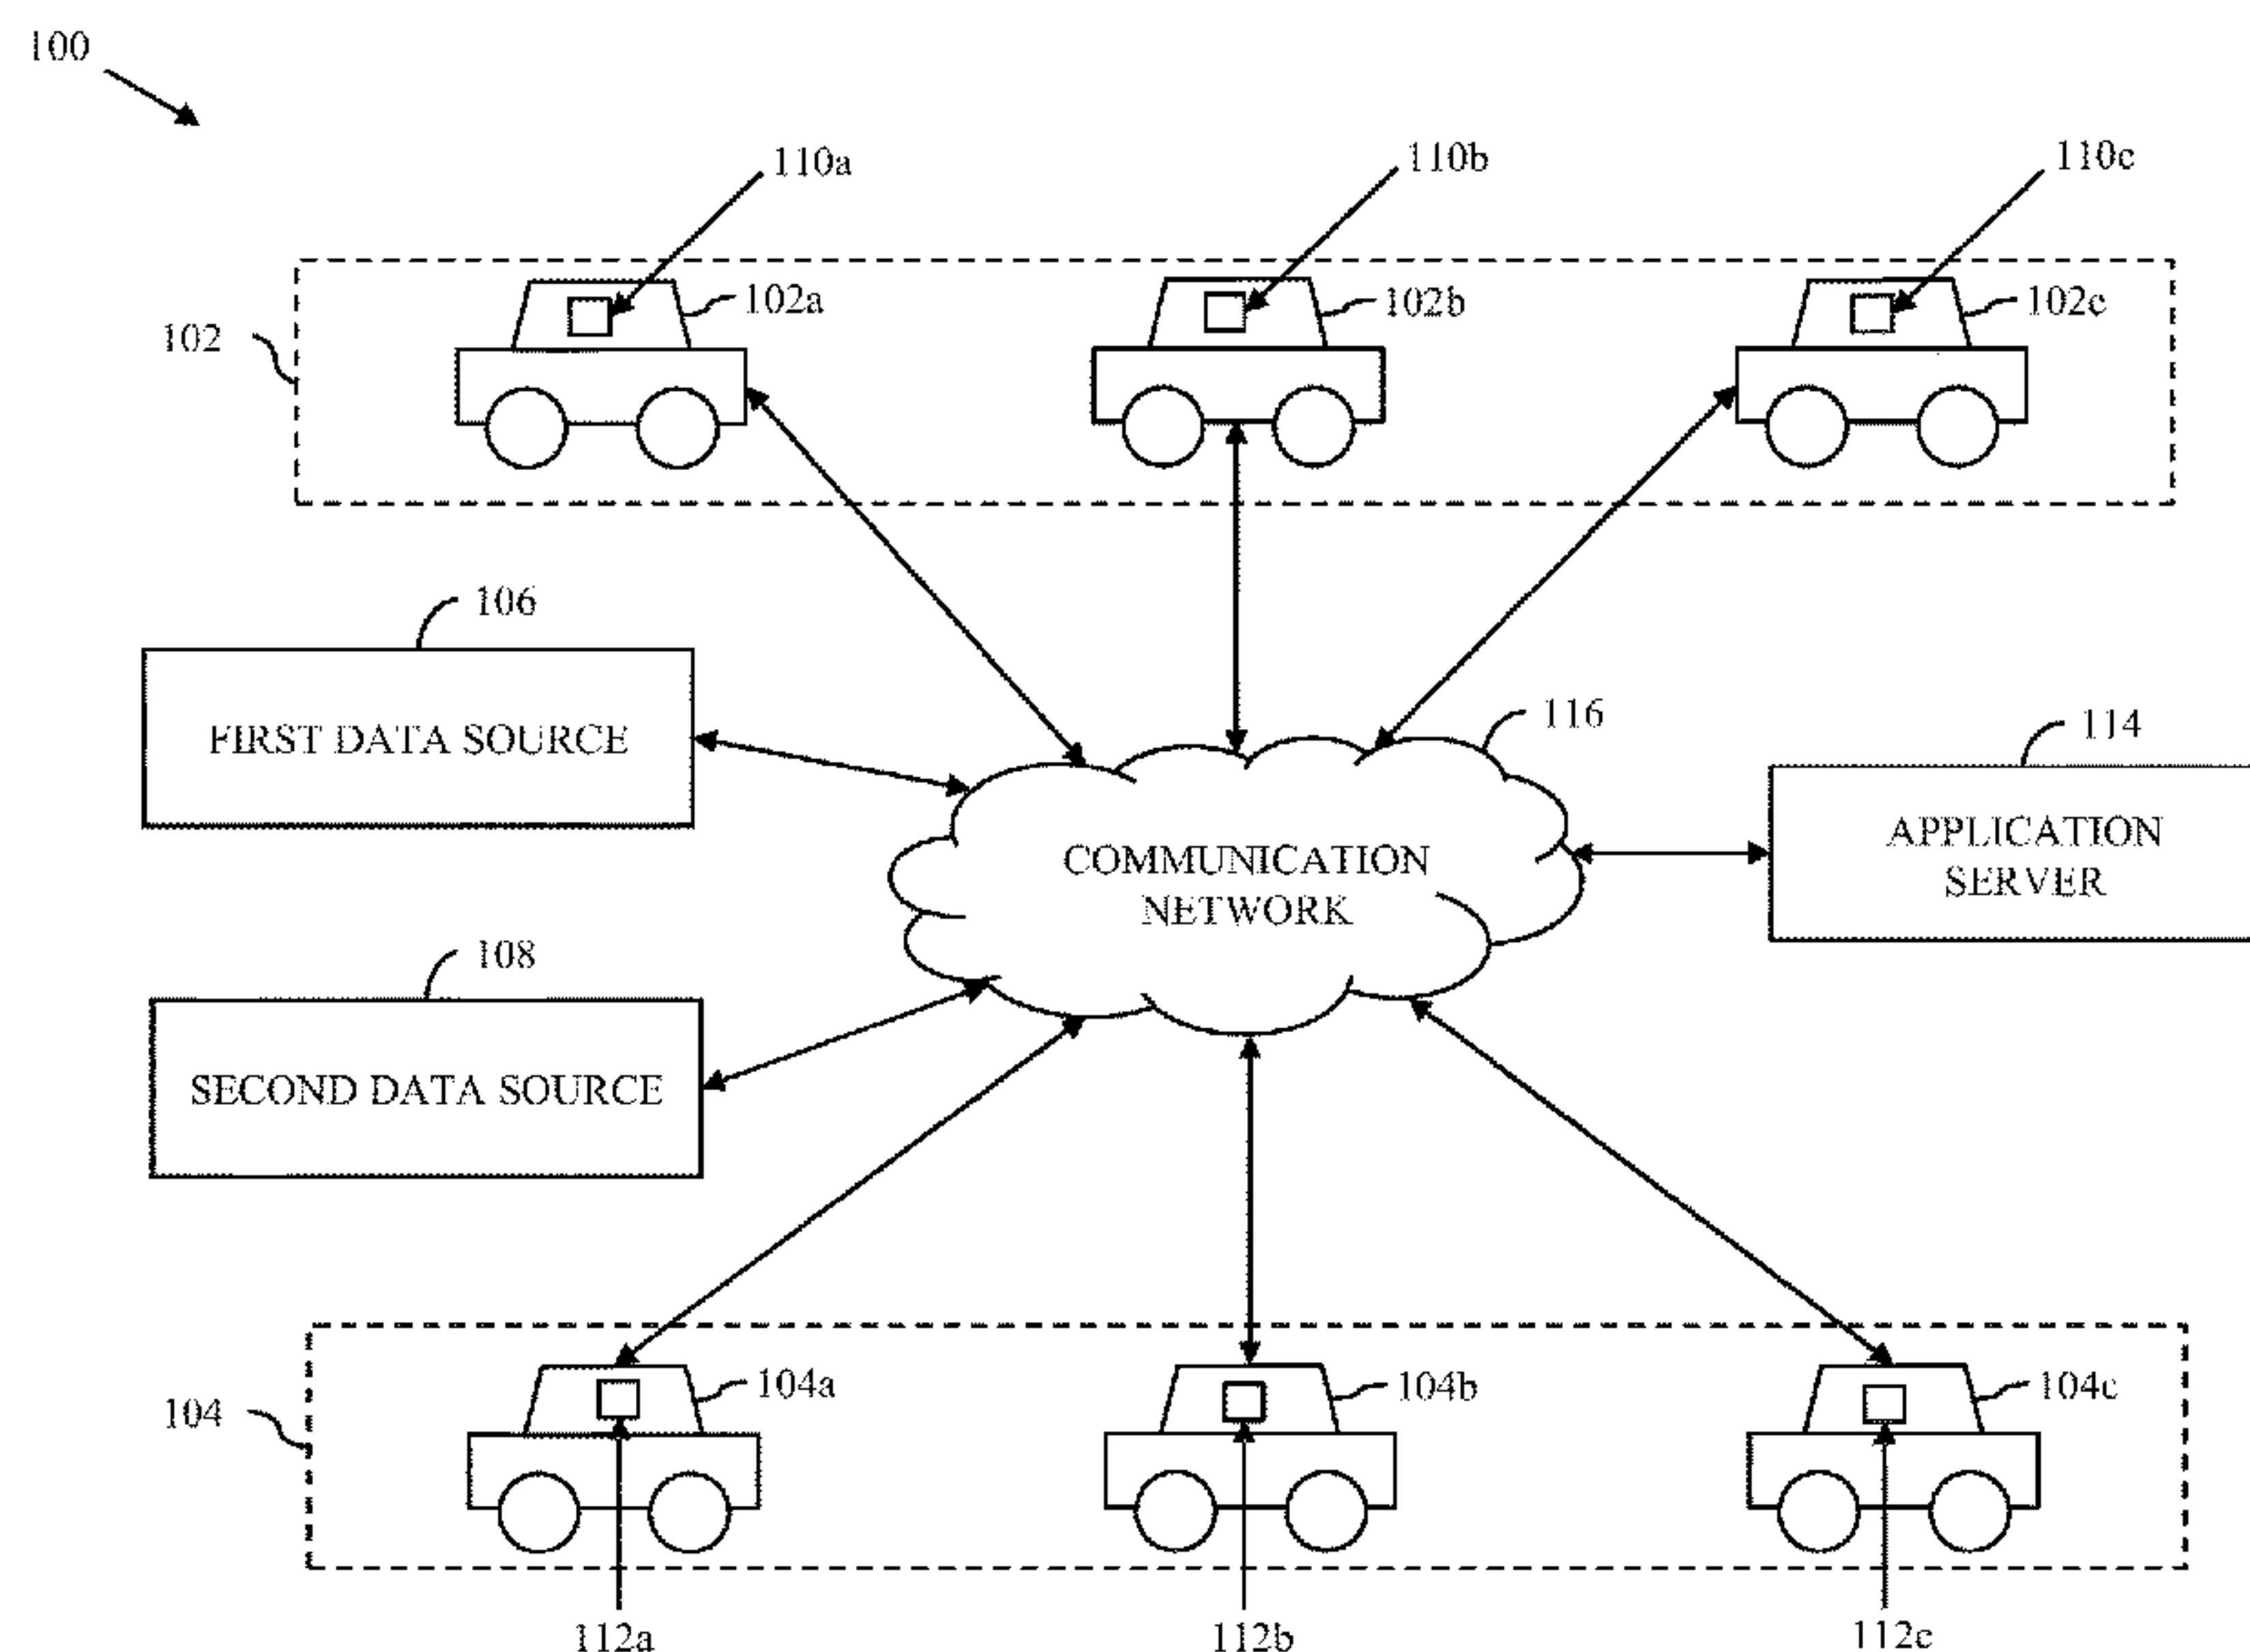 100
110a
110b
110c
102a
102b
102c
102
106
FIRST DATA SOURCE
116
114
COMMUNICATION
NETWORK
APPLICATION
SERVER
108
SECOND DATA SOURCE
104a
104b
104c
104
112a
112b
112c